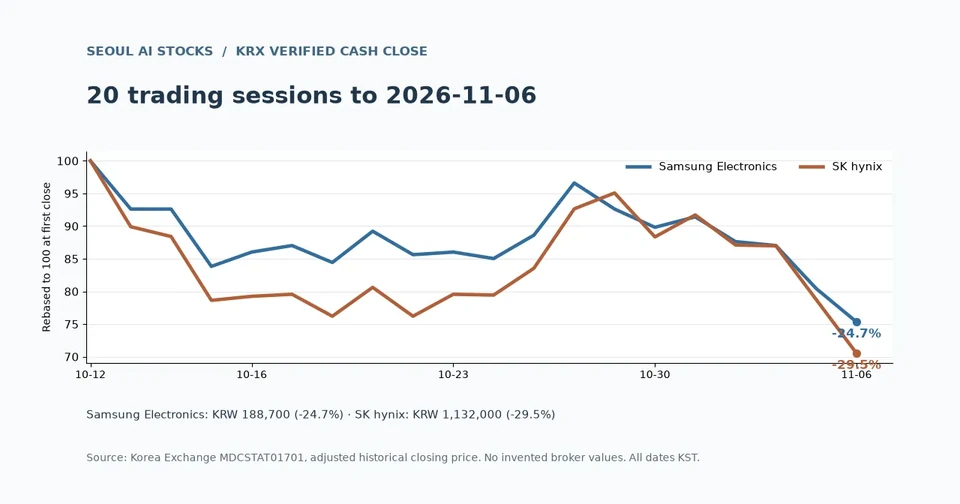 SEOUL AI STOCKS / KRX VERIFIED CASH CLOSE
20 trading sessions to 2026-11-06
Rebased to 100 at first close
100
95
90
85
80
75
70
Samsung Electronics
SK hynix
-24.7%
-29.5%
10-12
10-16
10-23
10-30
11-06
Samsung Electronics: KRW 188,700 (-24.7%) · SK hynix: KRW 1,132,000 (-29.5%)
Source: Korea Exchange MDCSTAT01701, adjusted historical closing price. No invented broker values. All dates KST.